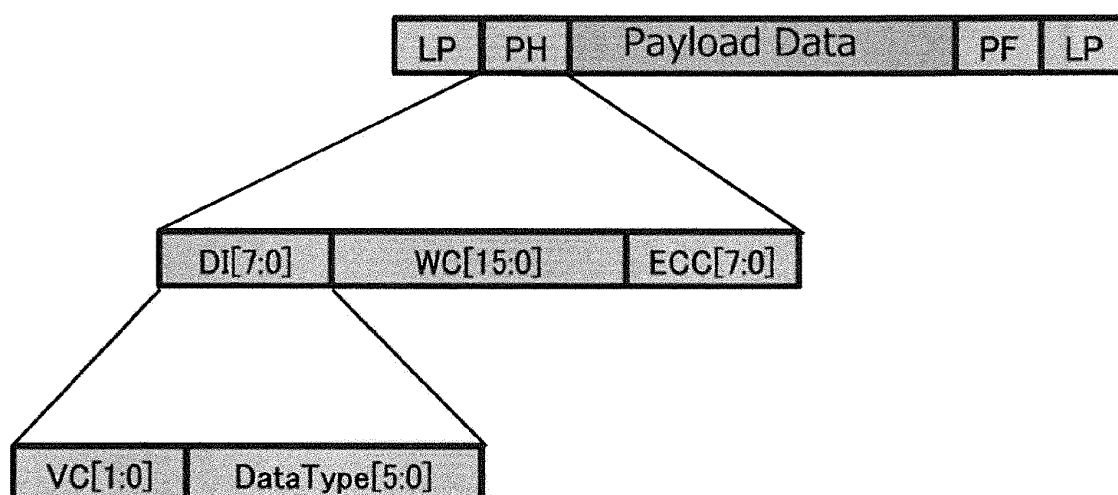 LP PH Payload Data PF LP
DI[7:0] WC[15:0] ECC[7:0]
VC[1:0] DataType[5:0]